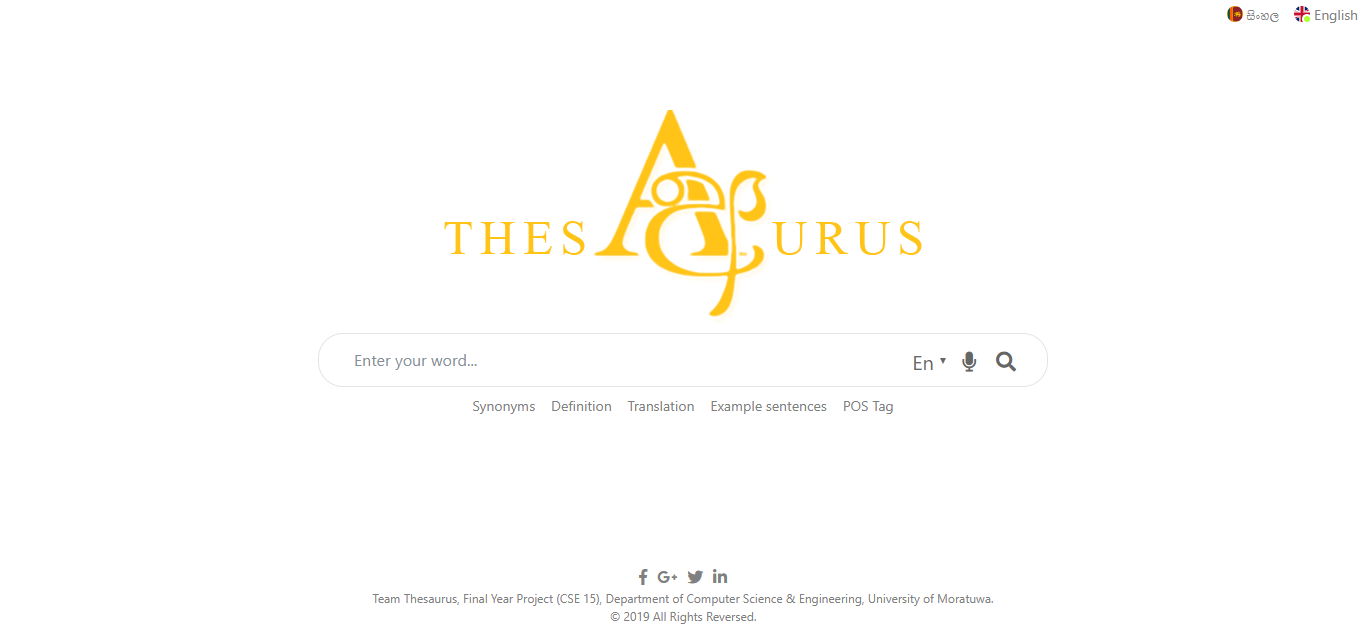 සිංහල English
THESAURUS
Enter your word... En
Synonyms Definition Translation Example sentences POS Tag
Team Thesaurus, Final Year Project (CSE 15), Department of Computer Science & Engineering, University of Moratuwa.
© 2019 All Rights Reversed.